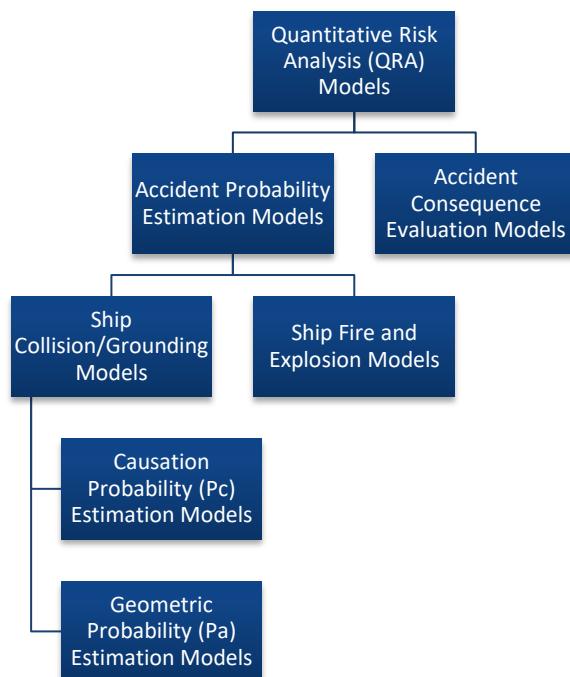 Quantitative Risk
Analysis (QRA)
Models
Accident Probability
Estimation Models
Accident
Consequence
Evaluation Models
Ship
Collision/Grounding
Models
Ship Fire and
Explosion Models
Causation
Probability (Pc)
Estimation Models
Geometric
Probability (Pa)
Estimation Models